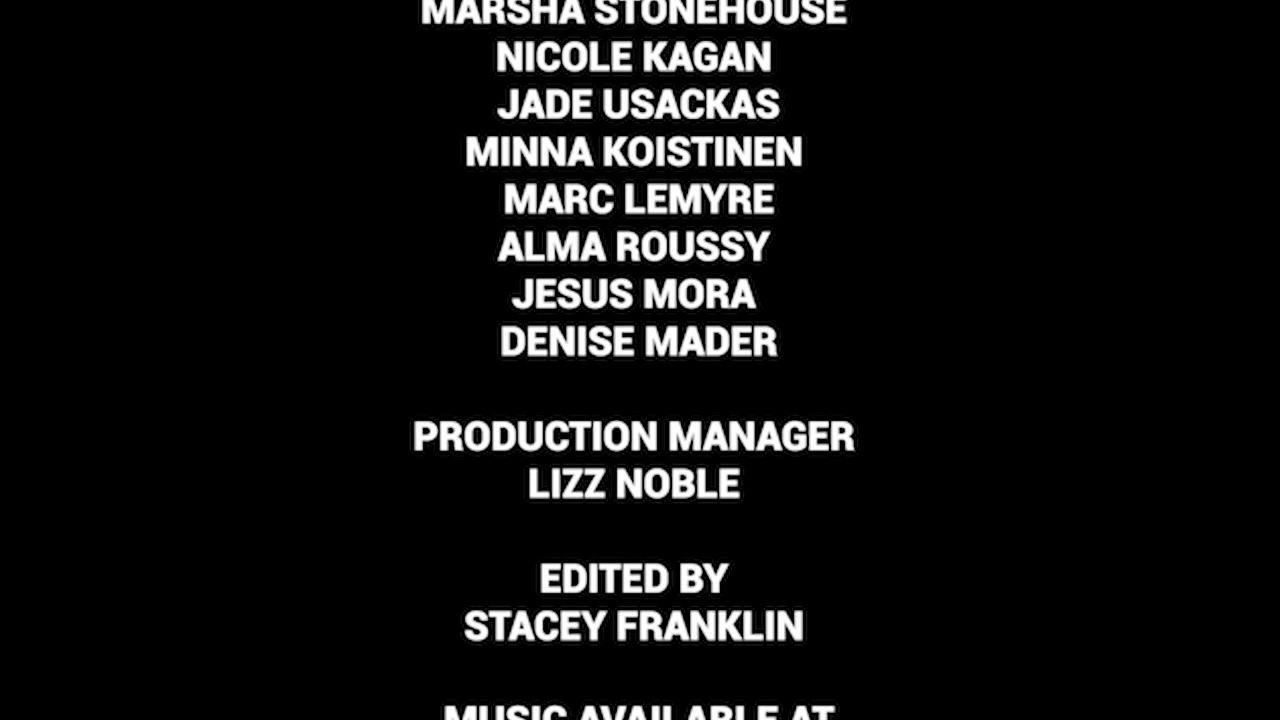 MARSHA STONEHOUSE
NICOLE KAGAN
JADE USACKAS
MINNA KOISTINEN
MARC LEMYRE
ALMA ROUSSY
JESUS MORA
DENISE MADER
PRODUCTION MANAGER
LIZZ NOBLE
EDITED BY
STACEY FRANKLIN
MUSIC AVAILABLE AT